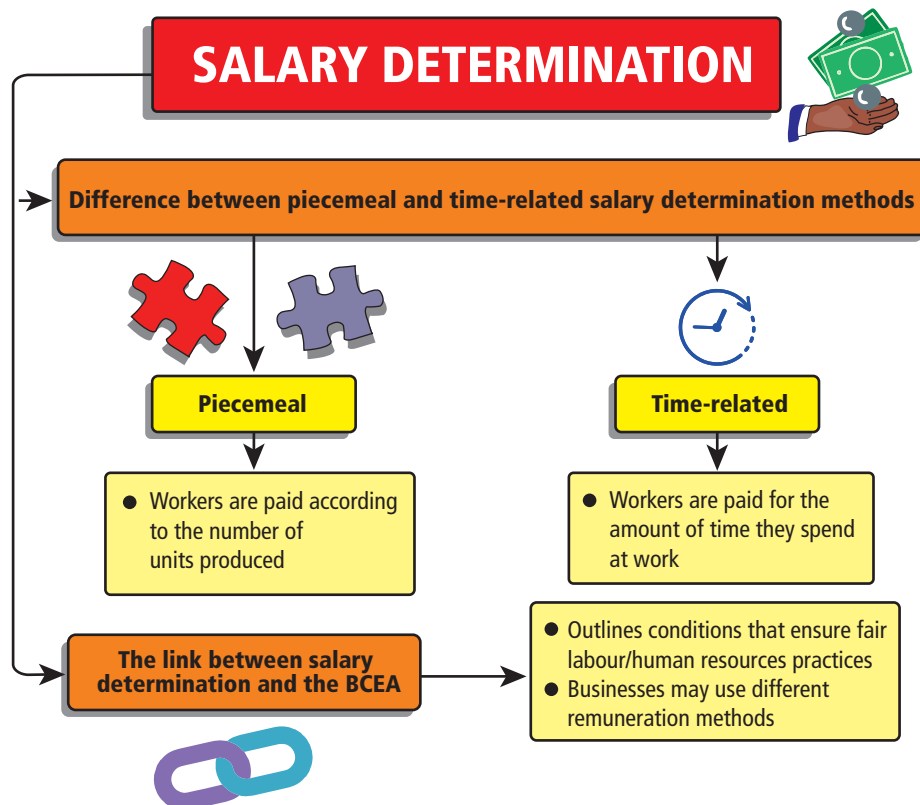 SALARY DETERMINATION
Difference between piecemeal and time-related salary determination methods
Piecemeal
● Workers are paid according
to the number of
units produced
Time-related
● Workers are paid for the
amount of time they spend
at work
The link between salary
determination and the BCEA
● Outlines conditions that ensure fair
labour/human resources practices
● Businesses may use different
remuneration methods